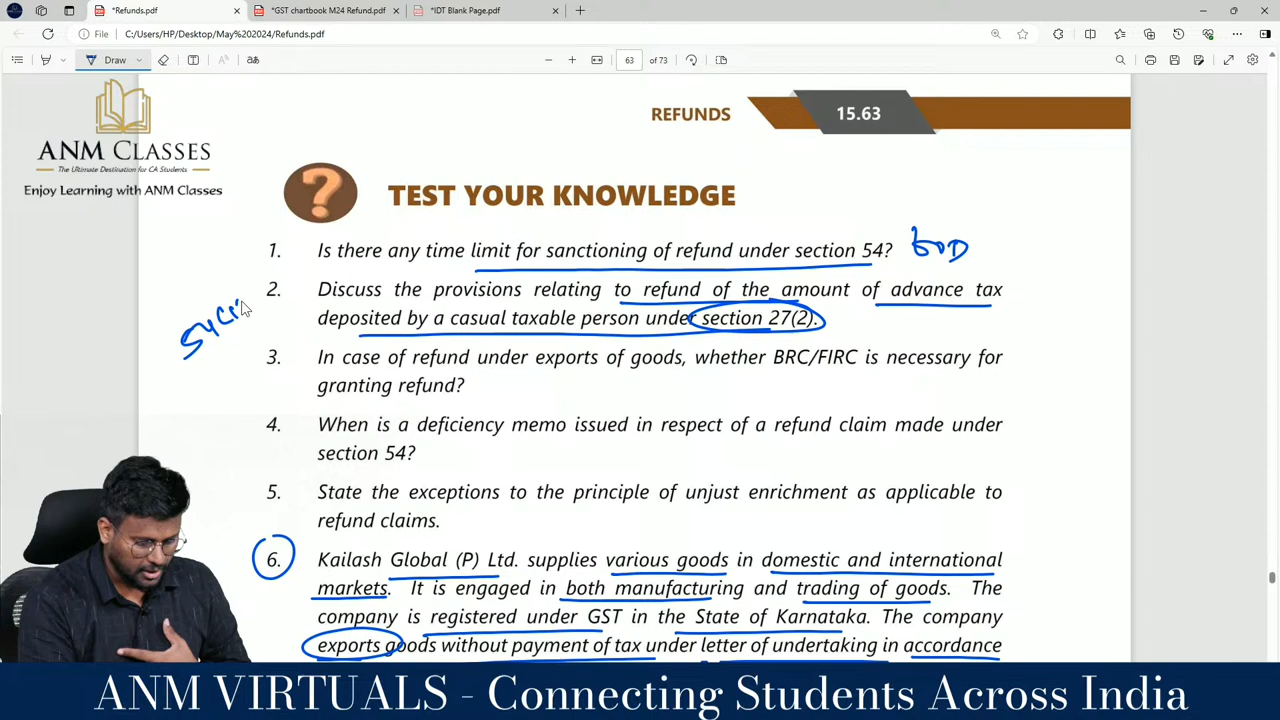 *Refunds.pdf
*GST chartbook M24 Refund.pdf
*IDT Blank Page.pdf
File
C:/Users/HP/Desktop/May%202024/Refunds.pdf
Draw
63 of 73
REFUNDS
15.63
ANM CLASSES
The Ultimate Destination for CA Students
Enjoy Learning with ANM Classes
?
TEST YOUR KNOWLEDGE
1. Is there any time limit for sanctioning of refund under section 54? 60D
2. Discuss the provisions relating to refund of the amount of advance tax
deposited by a casual taxable person under section 27(2).
3. In case of refund under exports of goods, whether BRC/FIRC is necessary for
granting refund?
4. When is a deficiency memo issued in respect of a refund claim made under
section 54?
5. State the exceptions to the principle of unjust enrichment as applicable to
refund claims.
6. Kailash Global (P) Ltd. supplies various goods in domestic and international
markets. It is engaged in both manufacturing and trading of goods. The
company is registered under GST in the State of Karnataka. The company
exports goods without payment of tax under letter of undertaking in accordance
ANM VIRTUALS - Connecting Students Across India